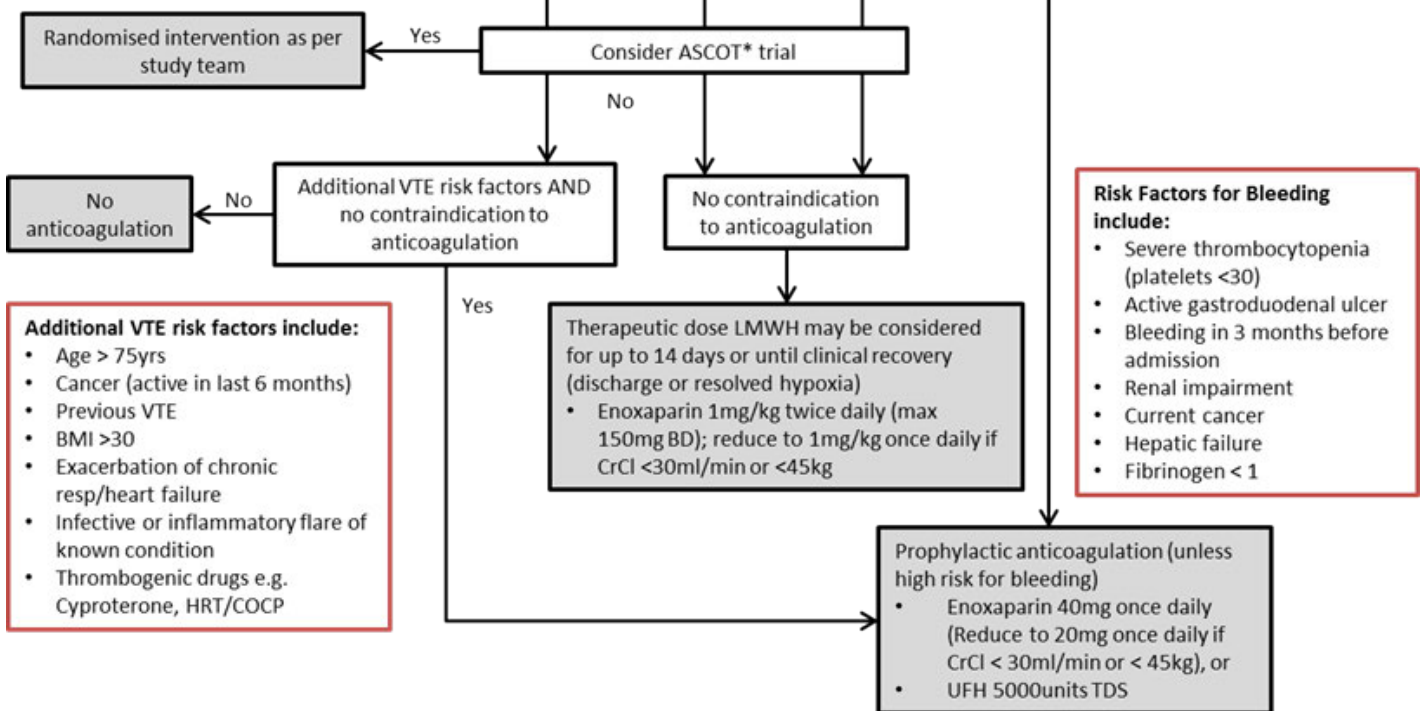 Randomised intervention as per
study team
Yes
Consider ASCOT* trial
No
No
anticoagulation
No
Additional VTE risk factors AND
no contraindication to
anticoagulation
No contraindication
to anticoagulation
Risk Factors for Bleeding
include:
• Severe thrombocytopenia
(platelets <30)
• Active gastroduodenal ulcer
• Bleeding in 3 months before
admission
• Renal impairment
• Current cancer
• Hepatic failure
• Fibrinogen < 1
Yes
Additional VTE risk factors include:
• Age > 75yrs
• Cancer (active in last 6 months)
• Previous VTE
• BMI >30
• Exacerbation of chronic
resp/heart failure
• Infective or inflammatory flare of
known condition
• Thrombogenic drugs e.g.
Cyproterone, HRT/COCP
Therapeutic dose LMWH may be considered
for up to 14 days or until clinical recovery
(discharge or resolved hypoxia)
• Enoxaparin 1mg/kg twice daily (max
150mg BD); reduce to 1mg/kg once daily if
CrCl <30ml/min or <45kg
Prophylactic anticoagulation (unless
high risk for bleeding)
• Enoxaparin 40mg once daily
(Reduce to 20mg once daily if
CrCl < 30ml/min or < 45kg), or
• UFH 5000units TDS